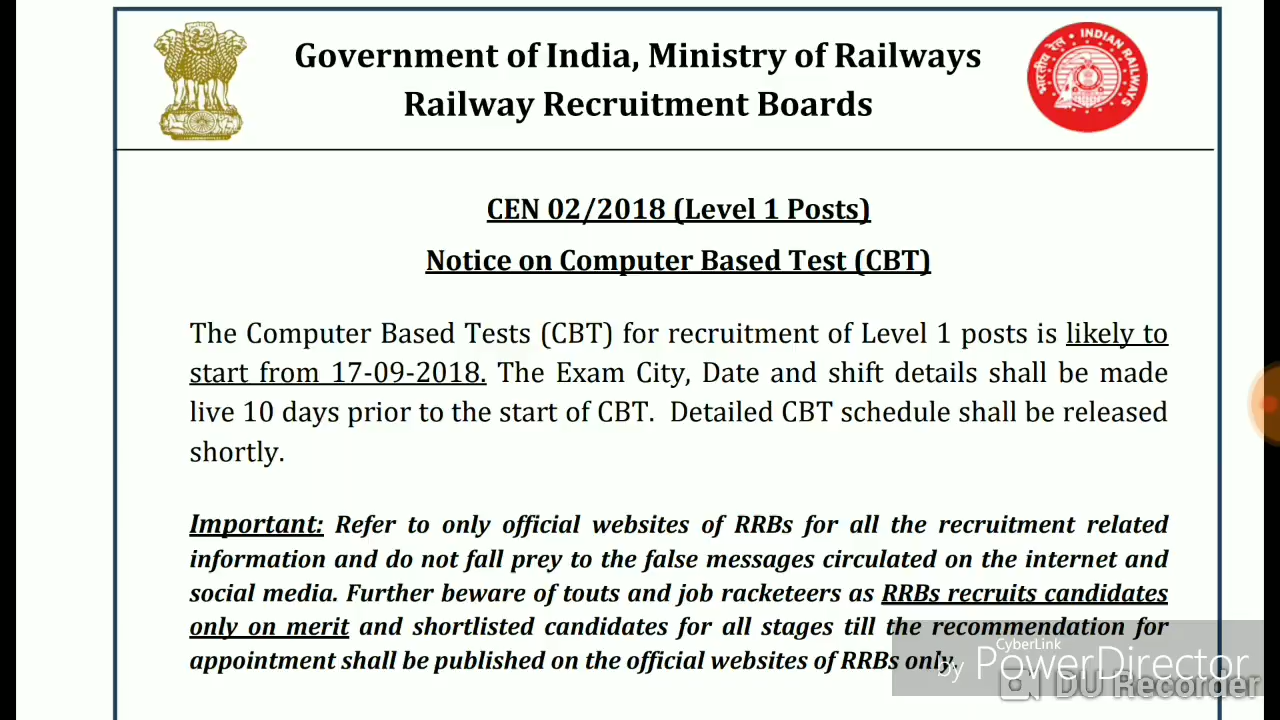 Government of India, Ministry of Railways
Railway Recruitment Boards
भारतीय रेल • INDIAN RAILWAYS
CEN 02/2018 (Level 1 Posts)
Notice on Computer Based Test (CBT)
The Computer Based Tests (CBT) for recruitment of Level 1 posts is likely to
start from 17-09-2018. The Exam City, Date and shift details shall be made
live 10 days prior to the start of CBT. Detailed CBT schedule shall be released
shortly.
Important: Refer to only official websites of RRBs for all the recruitment related
information and do not fall prey to the false messages circulated on the internet and
social media. Further beware of touts and job racketeers as RRBs recruits candidates
only on merit and shortlisted candidates for all stages till the recommendation for
appointment shall be published on the official websites of RRBs only.
CyberLink
by PowerDirector
DU Recorder